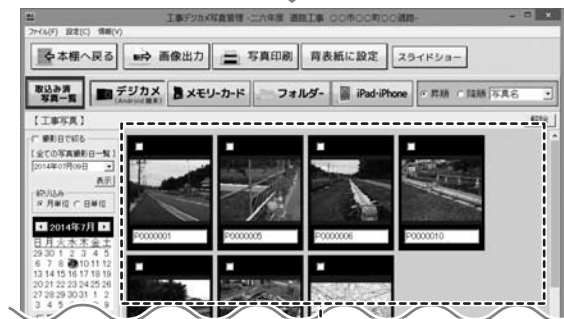 工事デジカメ写真管理 -二六年度 道路工事 〇〇市〇〇町〇〇道路-
ファイル(F) 設定(C) 情報(V)
本棚へ戻る 画像出力 写真印刷 背表紙に設定 スライドショー
取込み済
写真一覧
デジカメ
(Android端末)
メモリーカード フォルダー iPad・iPhone 昇順 降順 写真名
【工事写真】
撮影日で絞る
[全ての写真撮影日一覧]
2014年07月09日
表示
絞り込み
月単位 日単位
2014年7月
日 月 火 水 木 金 土
29 30 1 2 3 4 5
6 7 8 9 10 11 12
13 14 15 16 17 18 19
20 21 22 23 24 25 26
27 28 29 30 31 1 2
3 4 5 9
P0000001 P0000005 P0000006 P0000010